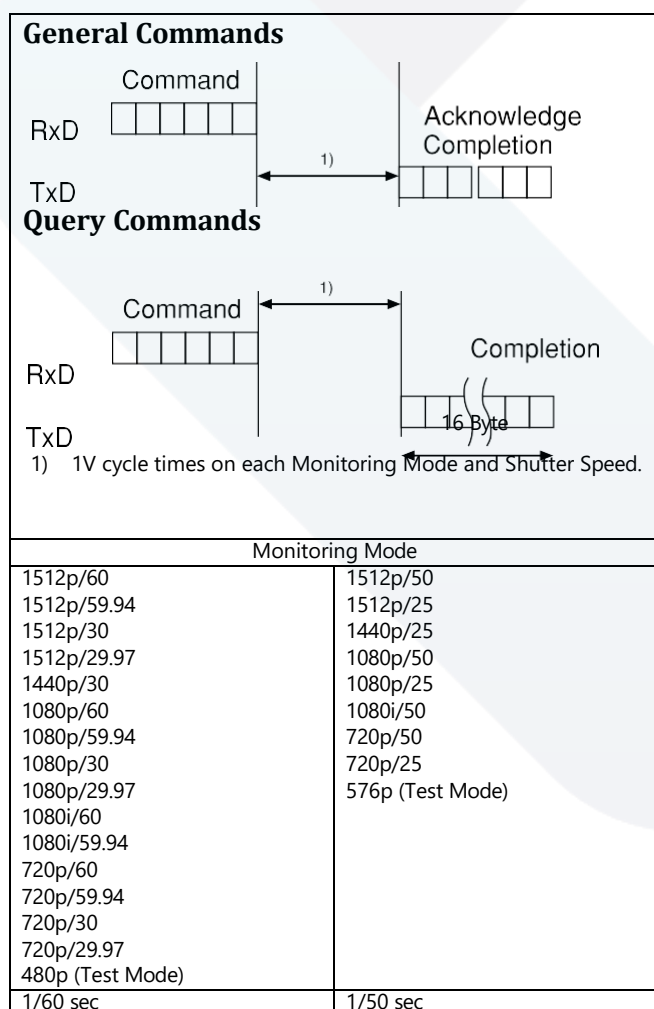 General Commands
Command
RxD
Acknowledge
Completion
1)
TxD
Query Commands
1)
Command
Completion
RxD
16 Byte
TxD
1) 1V cycle times on each Monitoring Mode and Shutter Speed.
Monitoring Mode
1512p/60
1512p/59.94
1512p/30
1512p/29.97
1440p/30
1080p/60
1080p/59.94
1080p/30
1080p/29.97
1080i/60
1080i/59.94
720p/60
720p/59.94
720p/30
720p/29.97
480p (Test Mode)
1512p/50
1512p/25
1440p/25
1080p/50
1080p/25
1080i/50
720p/50
720p/25
576p (Test Mode)
1/60 sec
1/50 sec